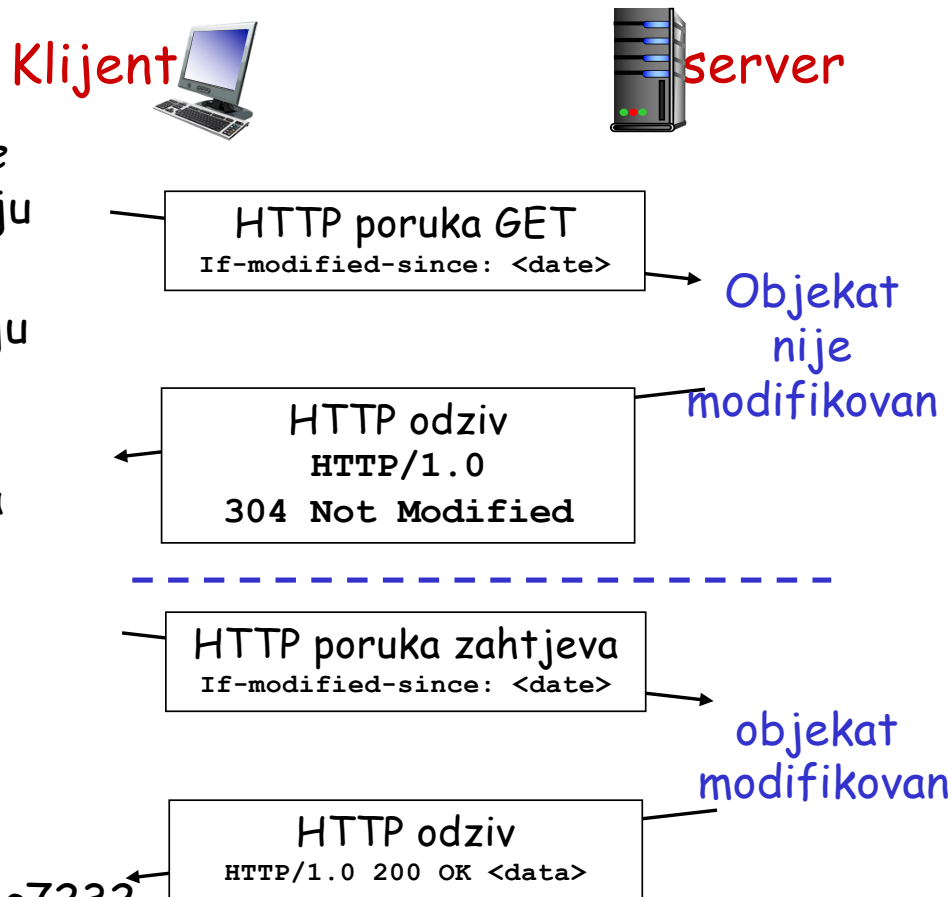 Klijent
server
HTTP poruka GET
If-modified-since: <date>
Objekat
nije
modifikovan
HTTP odziv
HTTP/1.0
304 Not Modified
HTTP poruka zahtjeva
If-modified-since: <date>
objekat
modifikovan
HTTP odziv
HTTP/1.0 200 OK <data>